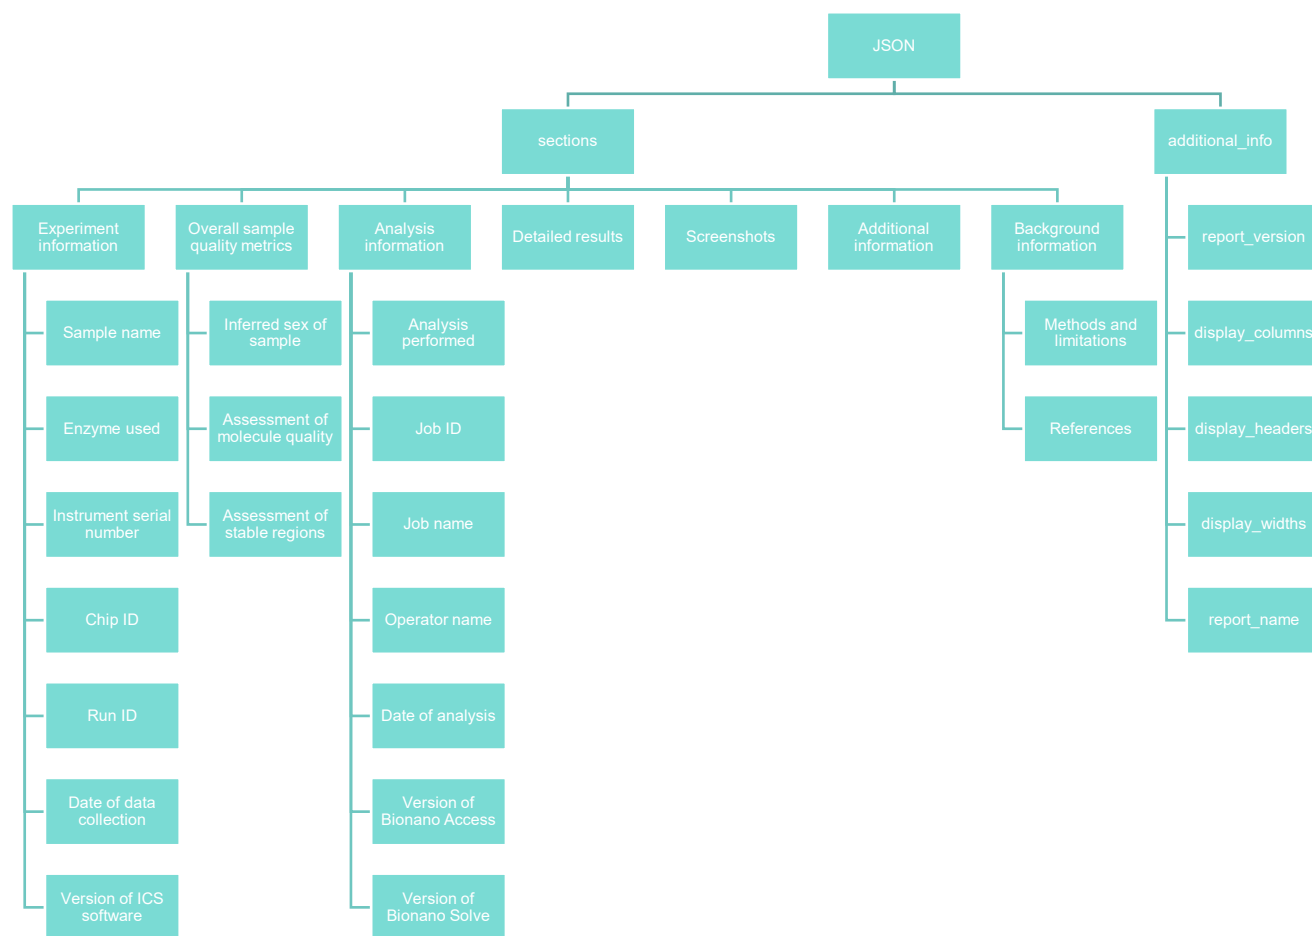 JSON
sections
additional_info
Experiment
information
Overall sample
quality metrics
Analysis
information
Detailed results
Screenshots
Additional
information
Background
information
report_version
Sample name
Inferred sex of
sample
Analysis
performed
Methods and
limitations
display_columns
Enzyme used
Assessment of
molecule quality
Job ID
References
display_headers
Instrument serial
number
Assessment of
stable regions
Job name
display_widths
Chip ID
Operator name
report_name
Run ID
Date of analysis
Date of data
collection
Version of
Bionano Access
Version of ICS
software
Version of
Bionano Solve